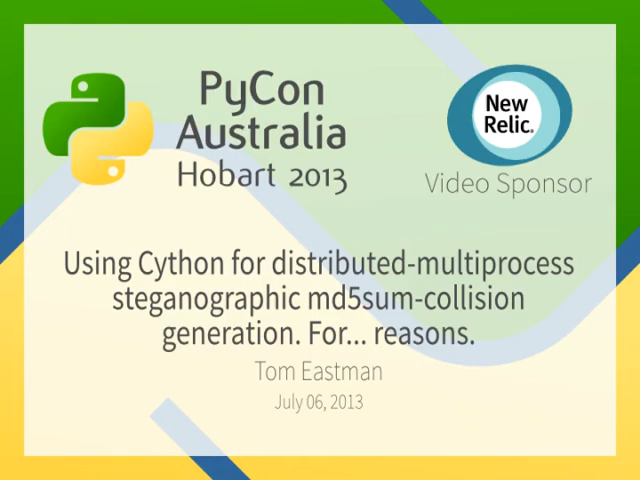 PyCon
Australia
Hobart 2013
New
Relic.
Video Sponsor
Using Cython for distributed-multiprocess
steganographic md5sum-collision
generation. For... reasons.
Tom Eastman
July 06, 2013